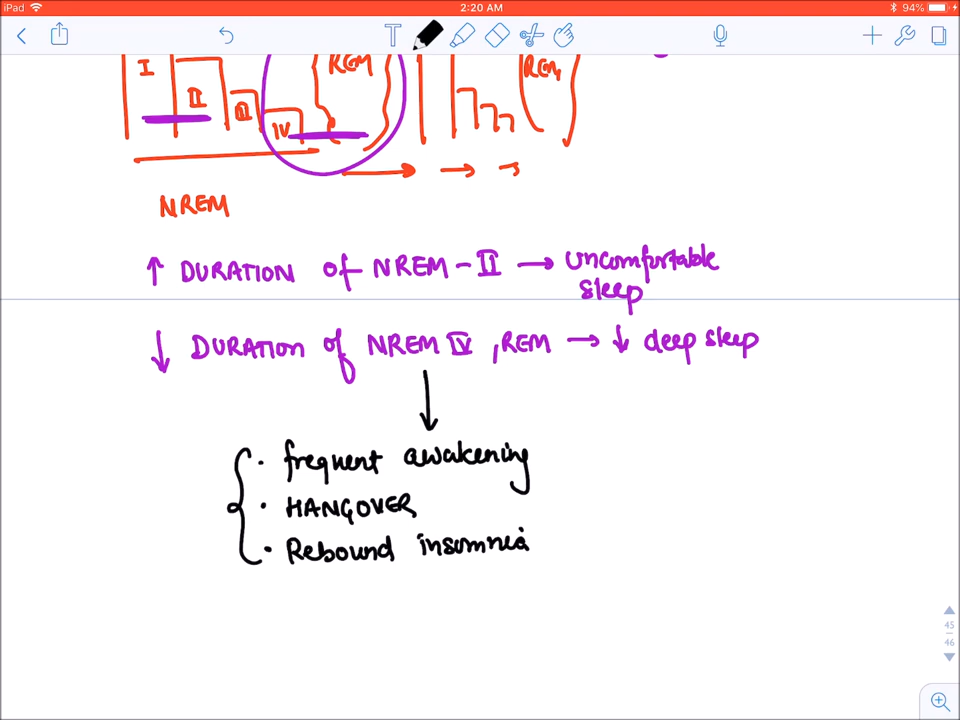 iPad
2:20 AM
94%
T
I
II
III
IV
REM
REM
NREM
↑ DURATION of NREM - II → uncomfortable
sleep
↓ DURATION of NREM IV, REM → ↓ deep sleep
· frequent awakening
· HANGOVER
· Rebound insomnia
45
46